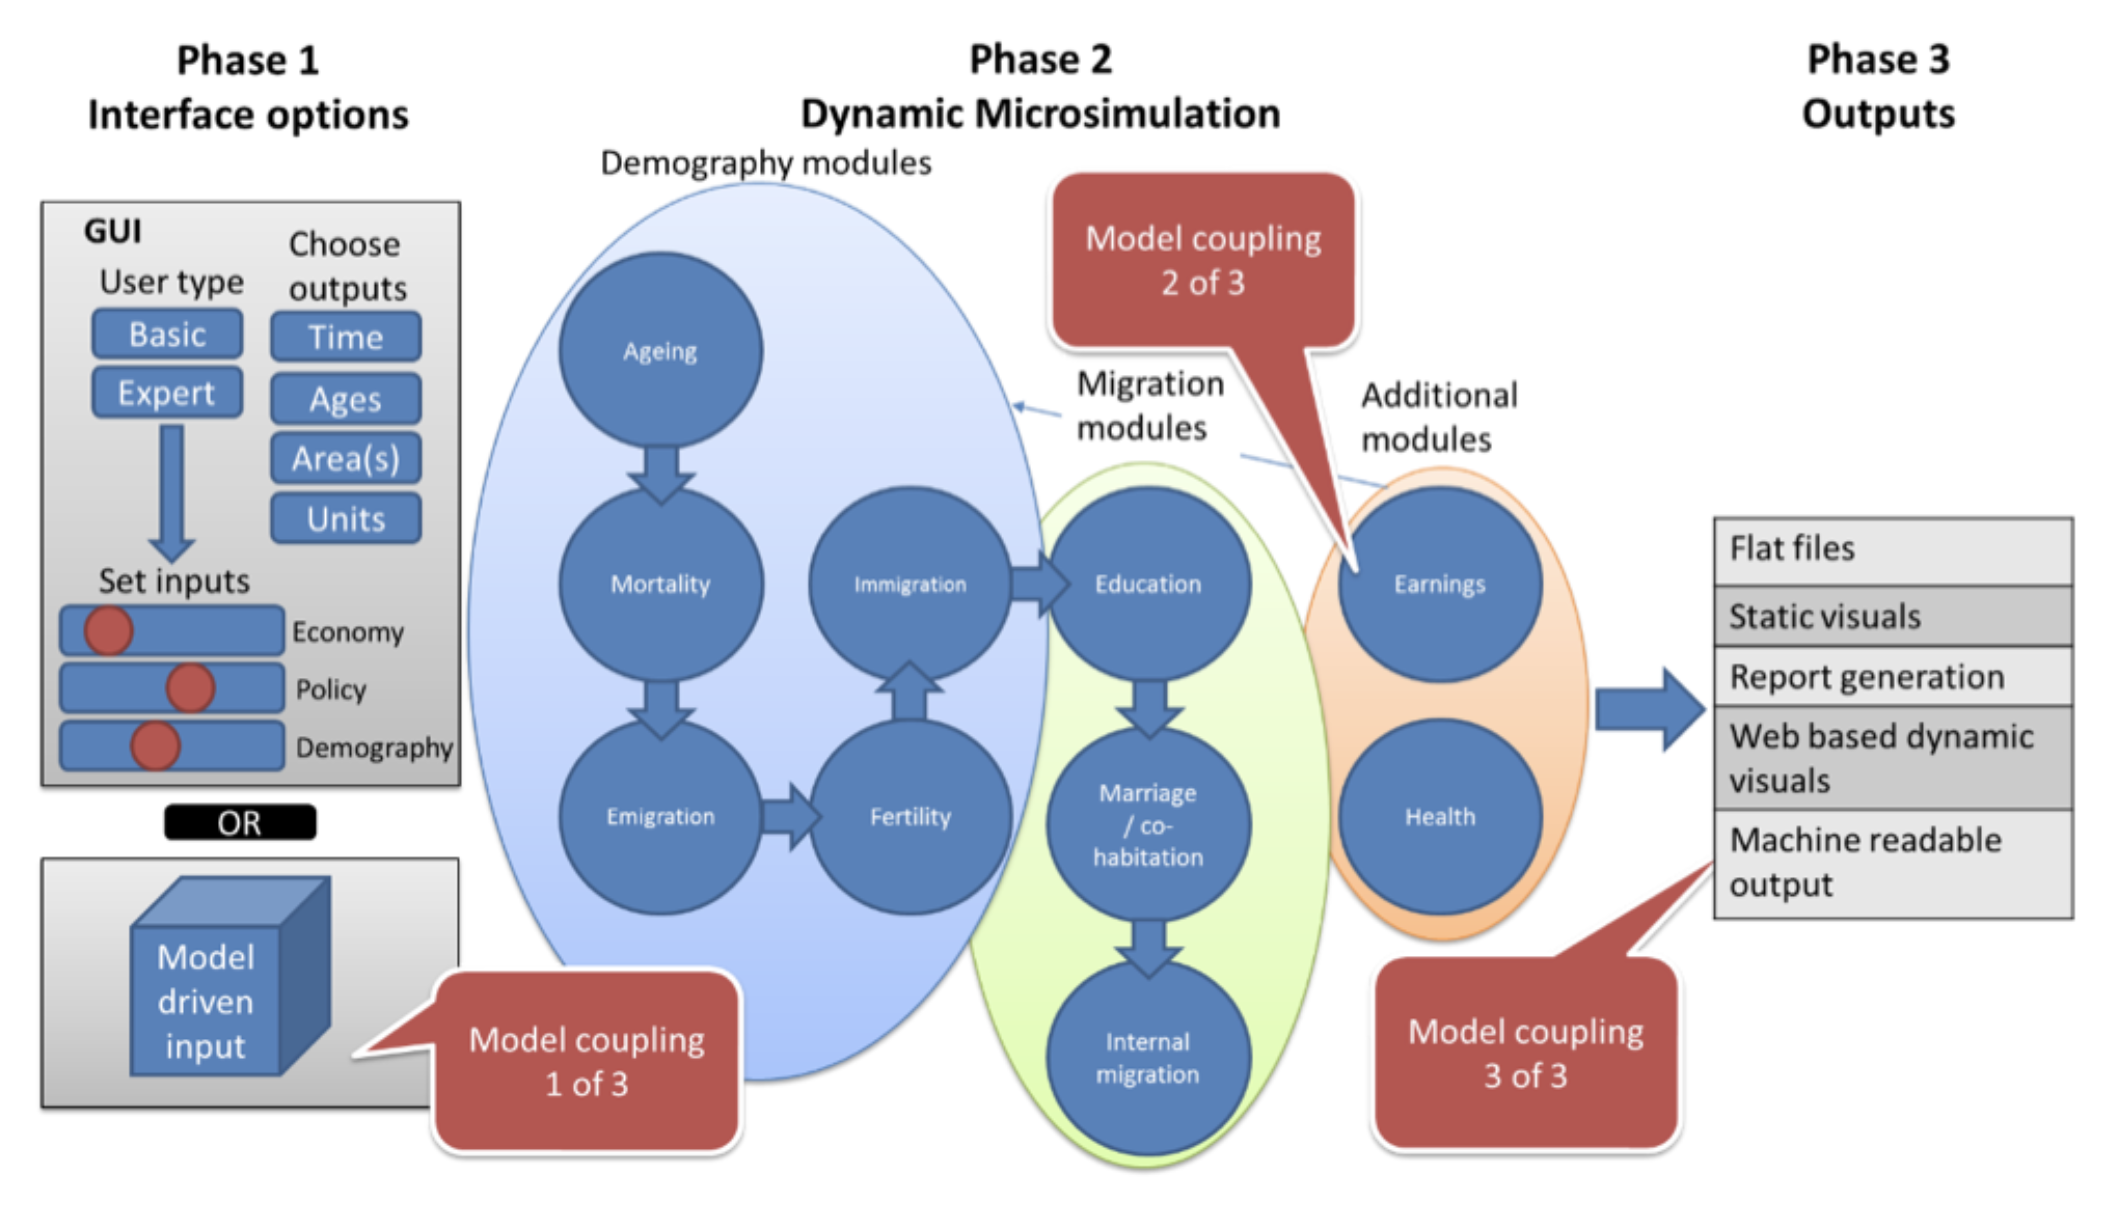 Phase 1
Interface options
GUI
User type
Basic
Expert
Choose
outputs
Time
Ages
Area(s)
Units
Set inputs
Economy
Policy
Demography
OR
Model
driven
input
Model coupling
1 of 3
Phase 2
Dynamic Microsimulation
Demography modules
Ageing
Mortality
Emigration
Fertility
Immigration
Migration
modules
Education
Marriage
/ co-
habitation
Internal
migration
Model coupling
2 of 3
Additional
modules
Earnings
Health
Phase 3
Outputs
Flat files
Static visuals
Report generation
Web based dynamic
visuals
Machine readable
output
Model coupling
3 of 3